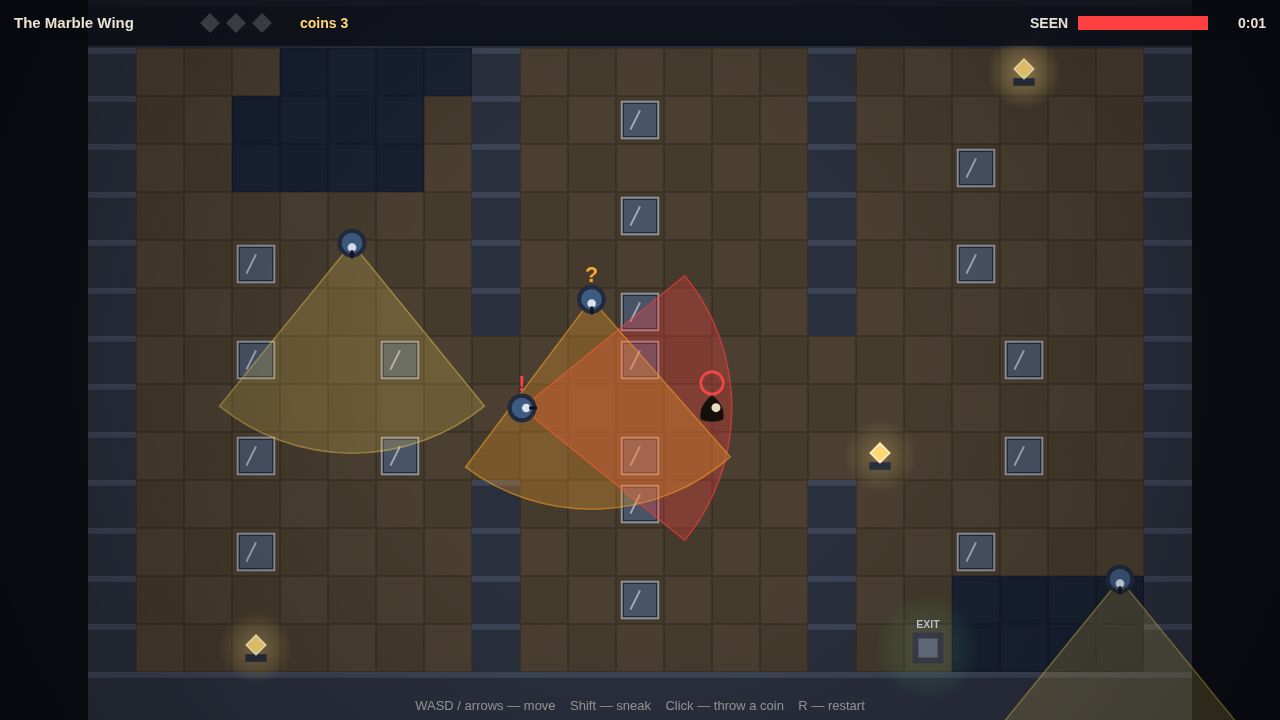 The Marble Wing
coins 3
SEEN
0:01
?
!
EXIT
WASD / arrows — move Shift — sneak Click — throw a coin R — restart